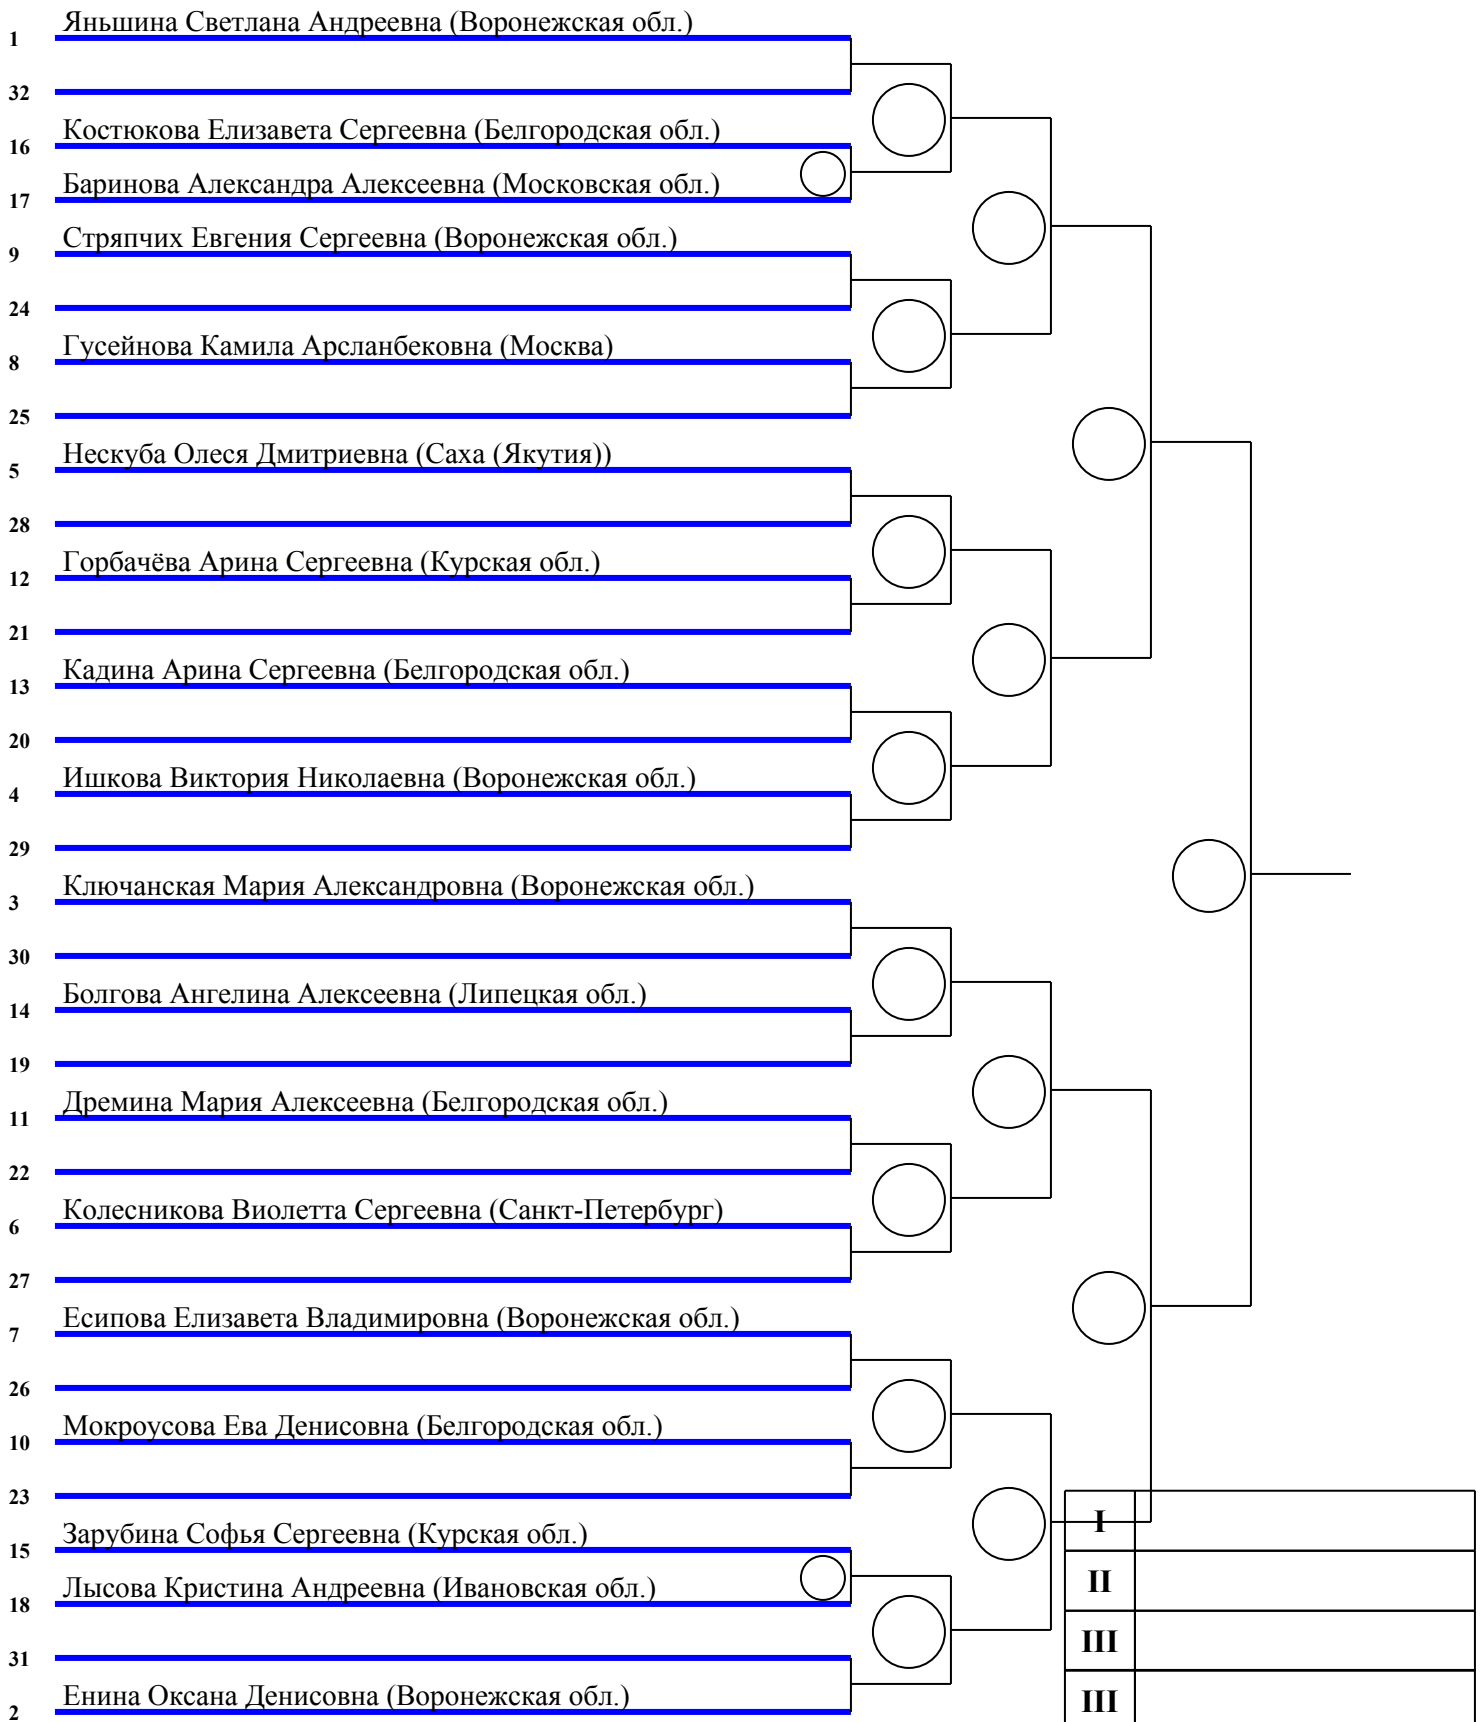 Яньшина Светлана Андреевна (Воронежская обл.)
1
32
Костюкова Елизавета Сергеевна (Белгородская обл.)
16
Баринова Александра Алексеевна (Московская обл.)
17
Стряпчих Евгения Сергеевна (Воронежская обл.)
9
24
Гусейнова Камила Арсланбековна (Москва)
8
25
Нескуба Олеся Дмитриевна (Саха (Якутия))
5
28
Горбачёва Арина Сергеевна (Курская обл.)
12
21
Кадина Арина Сергеевна (Белгородская обл.)
13
20
Ишкова Виктория Николаевна (Воронежская обл.)
4
29
Ключанская Мария Александровна (Воронежская обл.)
3
30
Болгова Ангелина Алексеевна (Липецкая обл.)
14
19
Дремина Мария Алексеевна (Белгородская обл.)
11
22
Колесникова Виолетта Сергеевна (Санкт-Петербург)
6
27
Есипова Елизавета Владимировна (Воронежская обл.)
7
26
Мокроусова Ева Денисовна (Белгородская обл.)
10
23
Зарубина Софья Сергеевна (Курская обл.)
15
Лысова Кристина Андреевна (Ивановская обл.)
18
31
Енина Оксана Денисовна (Воронежская обл.)
2
I
II
III
III